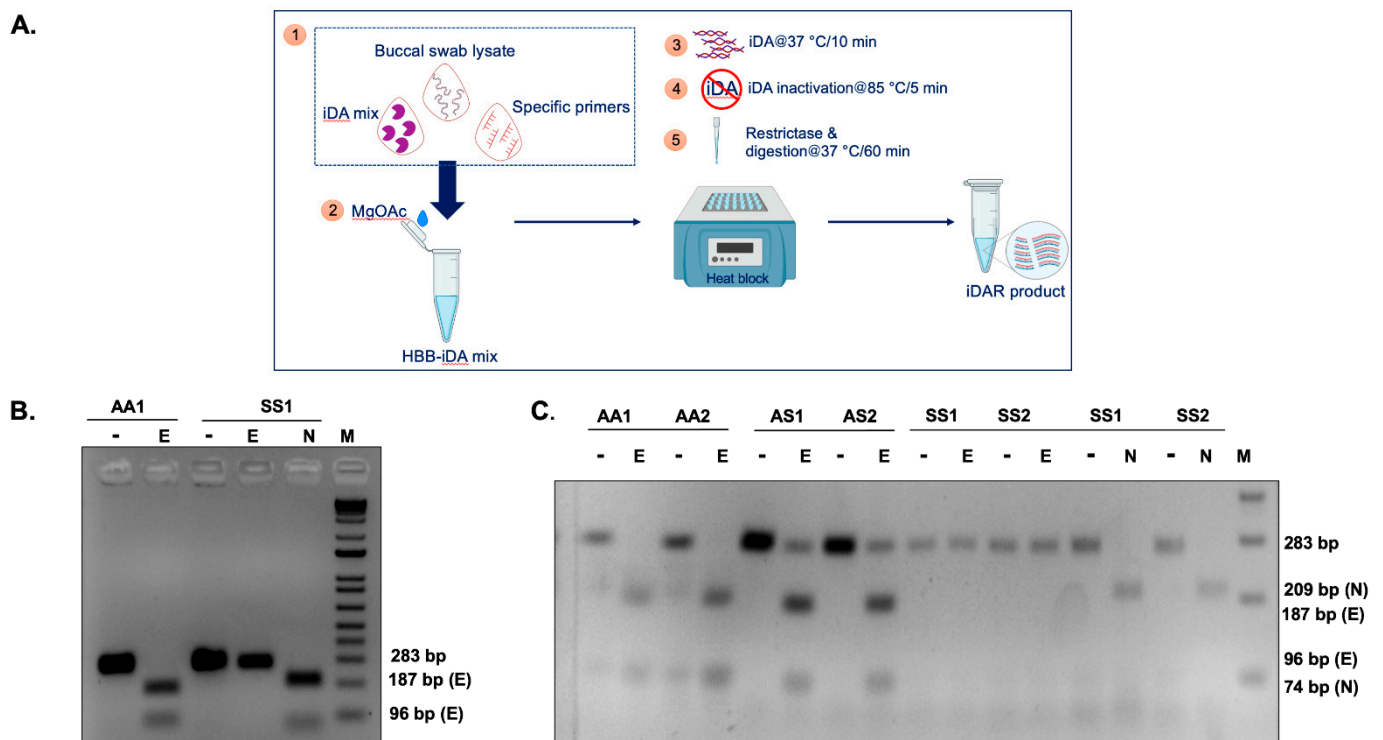 A.
1
Buccal swab lysate
iDA mix
Specific primers
2
MgOAc
HBB-iDA mix
3
iDA@37 °C/10 min
4
iDA
iDA inactivation@85 °C/5 min
5
Restrictase &
digestion@37 °C/60 min
Heat block
iDAR product
B.
AA1 SS1
- E - E N M
283 bp
187 bp (E)
96 bp (E)
C.
AA1 AA2 AS1 AS2 SS1 SS2 SS1 SS2
- E - E - E - E - E - E - N - N M
283 bp
209 bp (N)
187 bp (E)
96 bp (E)
74 bp (N)